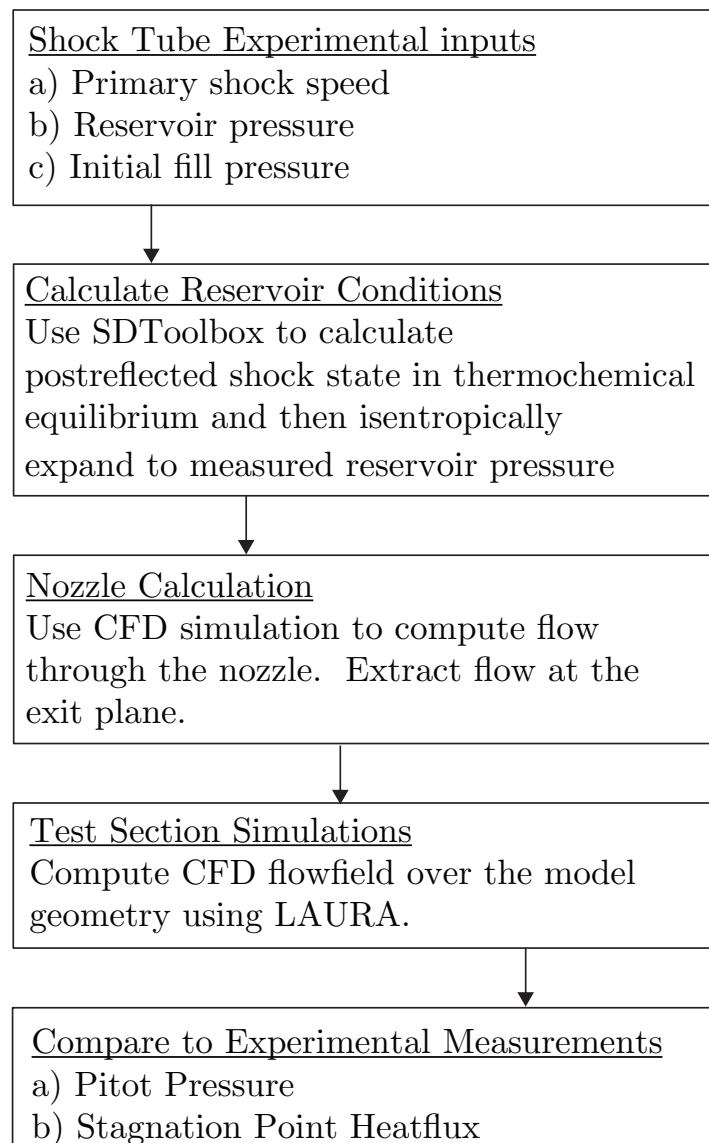 Shock Tube Experimental inputs
a) Primary shock speed
b) Reservoir pressure
c) Initial fill pressure
Calculate Reservoir Conditions
Use SDToolbox to calculate
postreflected shock state in thermochemical
equilibrium and then isentropically
expand to measured reservoir pressure
Nozzle Calculation
Use CFD simulation to compute flow
through the nozzle. Extract flow at the
exit plane.
Test Section Simulations
Compute CFD flowfield over the model
geometry using LAURA.
Compare to Experimental Measurements
a) Pitot Pressure
b) Stagnation Point Heatflux